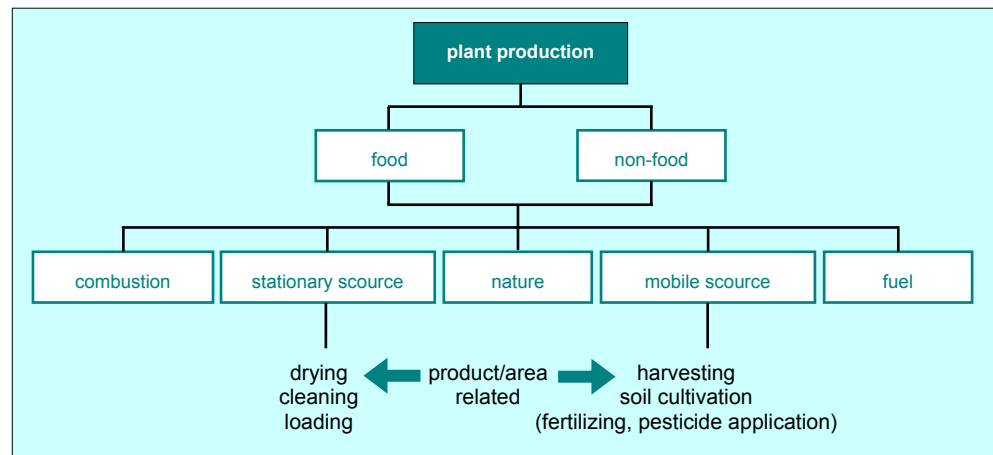 plant production
food
non-food
combustion
stationary scource
nature
mobile scource
fuel
drying
cleaning
loading
product/area
related
harvesting
soil cultivation
(fertilizing, pesticide application)